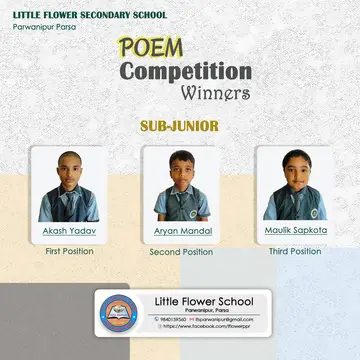 LITTLE FLOWER SECONDARY SCHOOL
Parwanipur Parsa
POEM
Competition
Winners
SUB-JUNIOR
Akash Yadav
Aryan Mandal
Maulik Sapkota
First Position
Second Position
Third Position
Little Flower School
Parwanipur, Parsa
https://www.facebook.com/lflowerppr